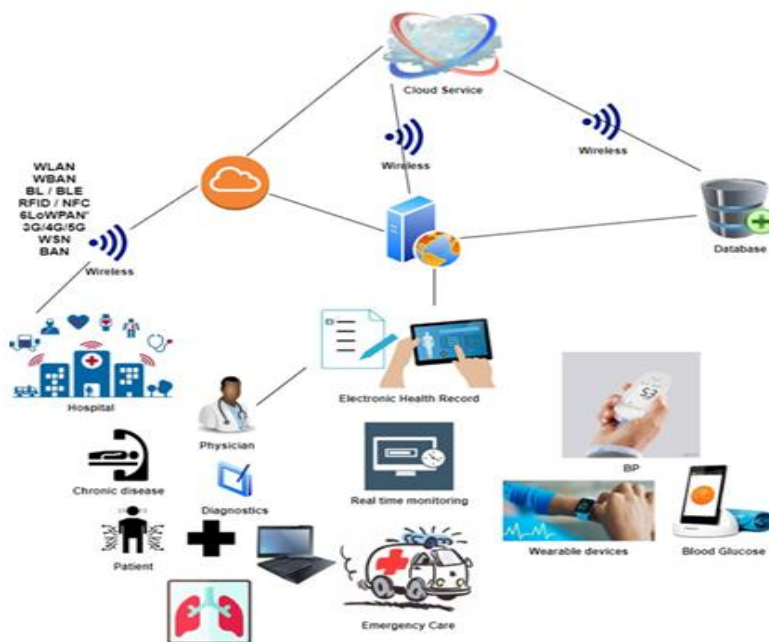 Cloud Service
Wireless
Wireless
WLAN
WBAN
BL / BLE
RFID / NFC
6LoWPAN"
3G/4G/5G
WSN
BAN
Wireless
Database
Hospital
Physician
Electronic Health Record
53
BP
Chronic disease
Diagnostics
Real time monitoring
Patient
Wearable devices
Blood Glucose
Emergency Care